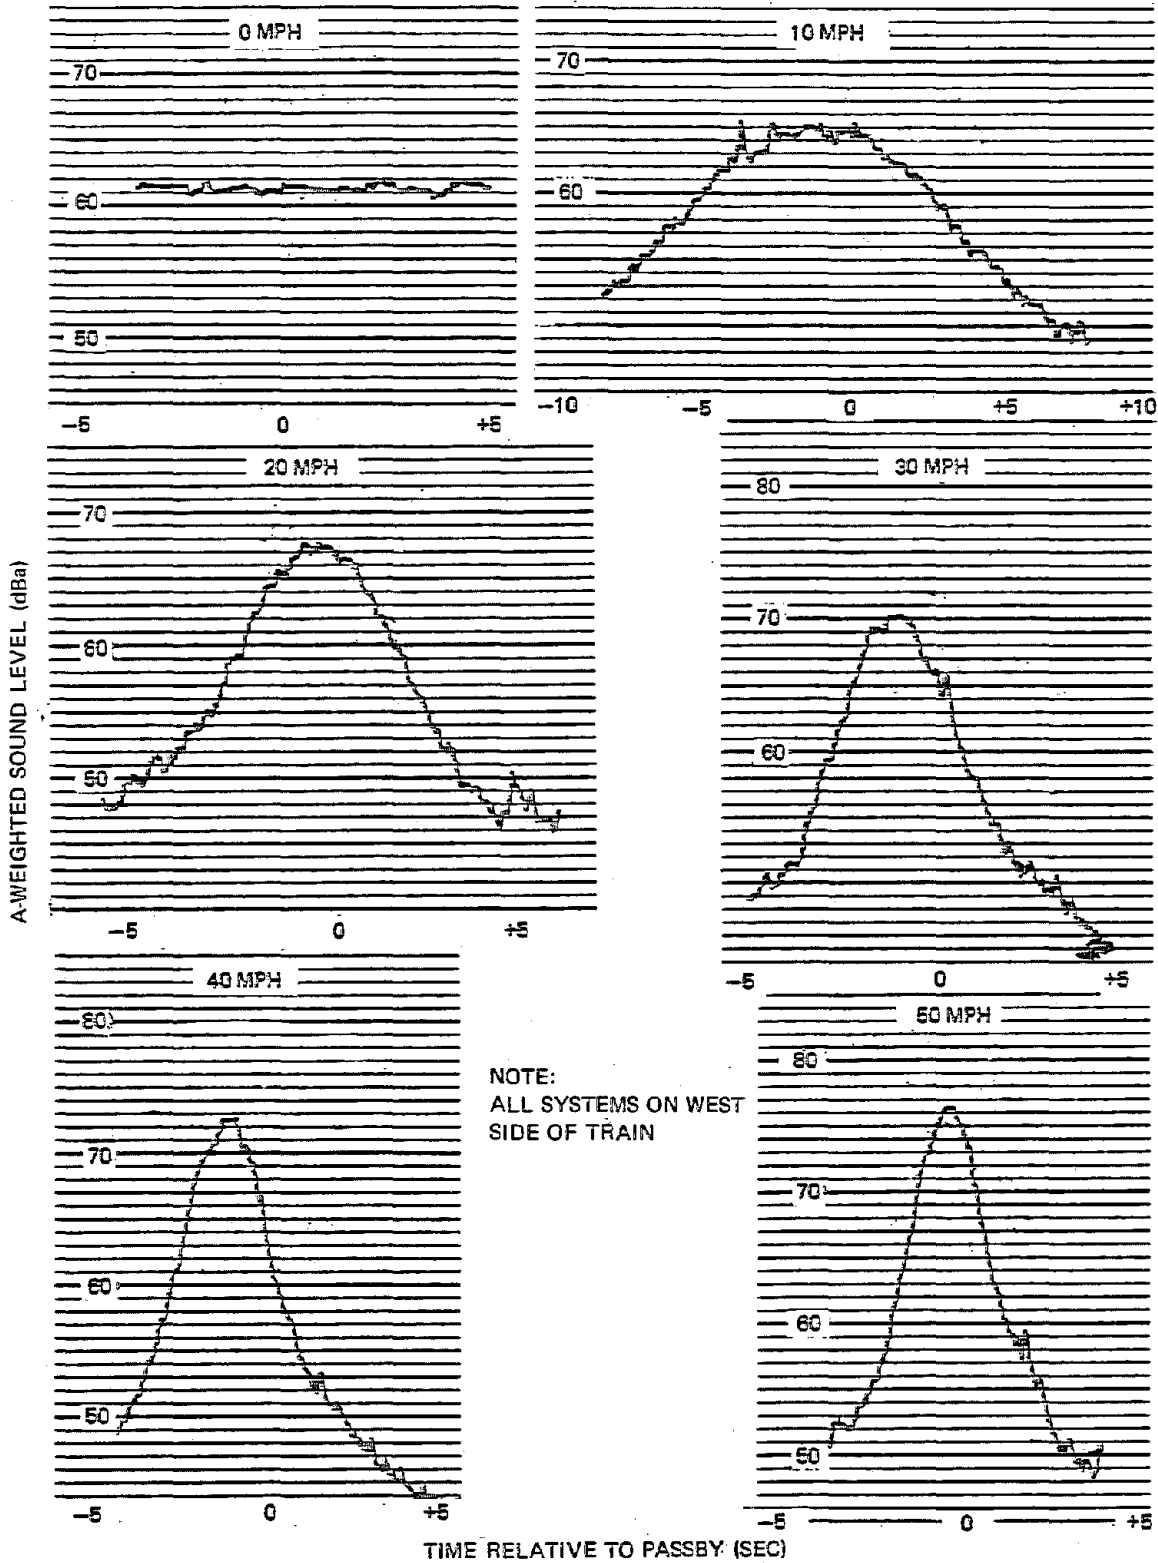 0 MPH
70
60
50
-5 0 +5
10 MPH
70
60
-10 -5 0 +5 +10
20 MPH
70
60
50
-5 0 +5
30 MPH
80
70
60
-5 0 +5
A-WEIGHTED SOUND LEVEL (dBa)
40 MPH
80
70
60
50
-5 0 +5
NOTE:
ALL SYSTEMS ON WEST
SIDE OF TRAIN
50 MPH
80
70
60
50
-5 0 +5
TIME RELATIVE TO PASSBY (SEC)